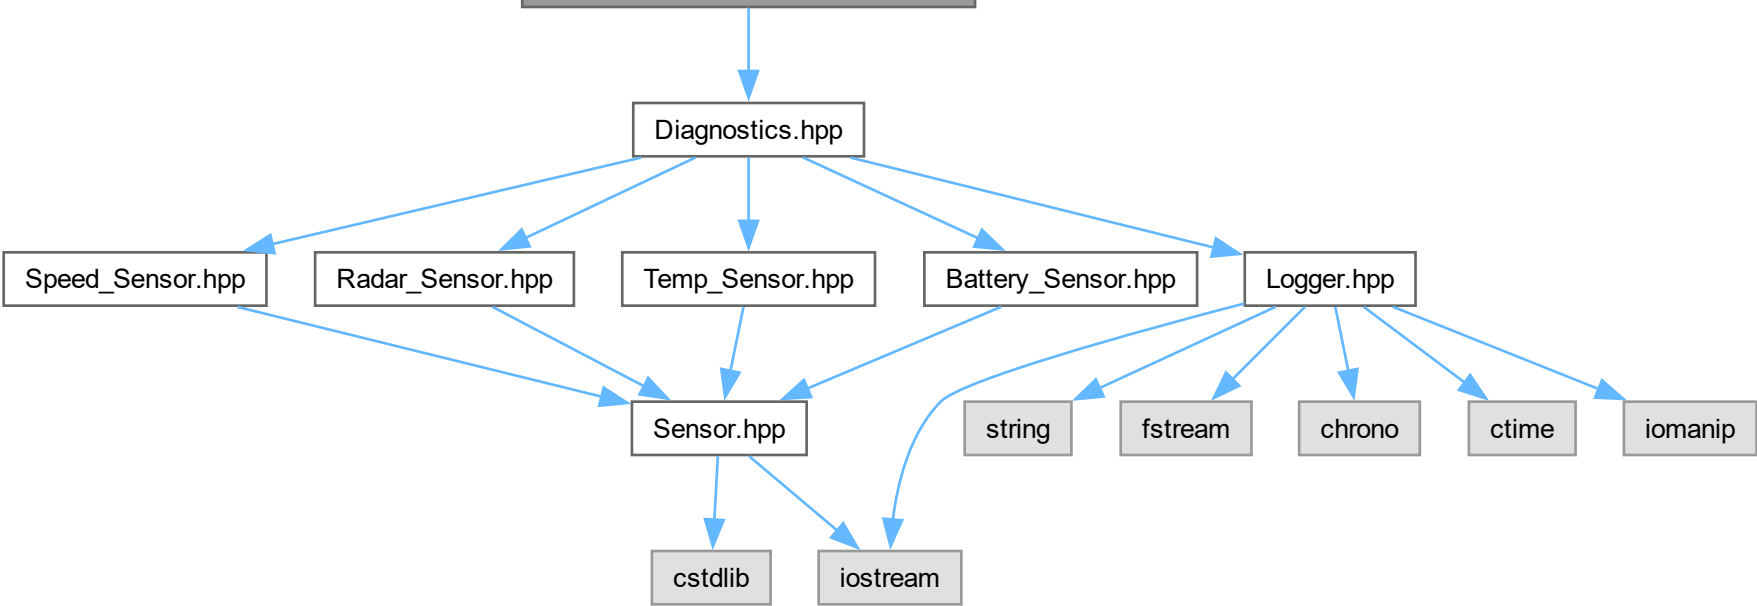 Diagnostics.hpp
Speed_Sensor.hpp
Radar_Sensor.hpp
Temp_Sensor.hpp
Battery_Sensor.hpp
Logger.hpp
Sensor.hpp
string
fstream
chrono
ctime
iomanip
cstdlib
iostream